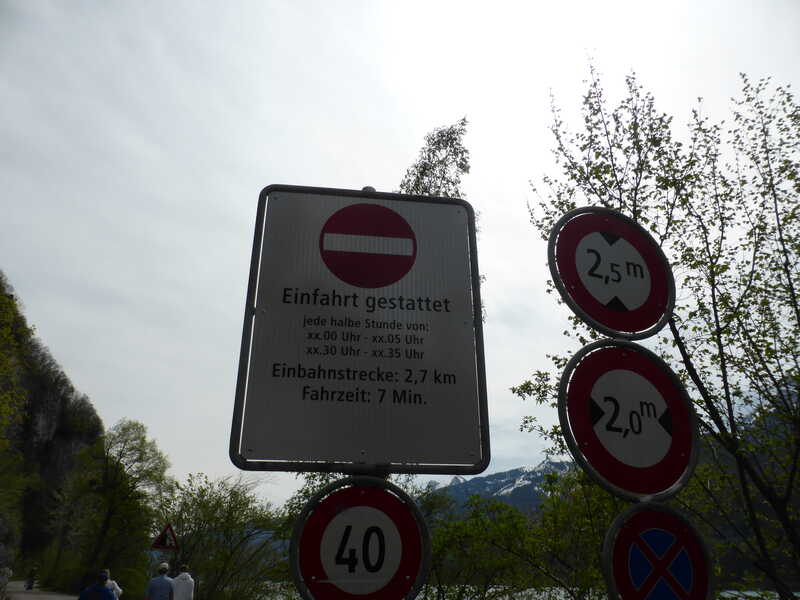 Einfahrt gestattet
jede halbe Stunde von:
xx.00 Uhr - xx.05 Uhr
xx.30 Uhr - xx.35 Uhr
Einbahnstrecke: 2,7 km
Fahrzeit: 7 Min.
40
2,5 m
2,0 m